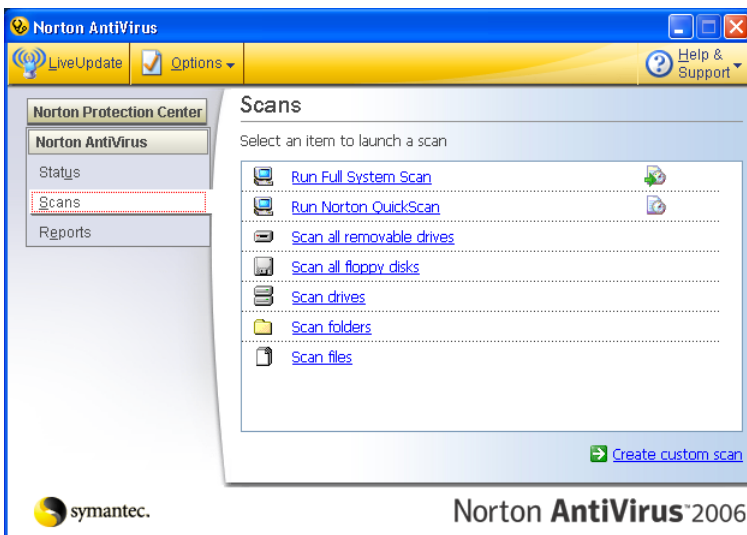 Norton AntiVirus
LiveUpdate Options Help & Support
Norton Protection Center
Norton AntiVirus
Status
Scans
Reports
Scans
Select an item to launch a scan
Run Full System Scan
Run Norton QuickScan
Scan all removable drives
Scan all floppy disks
Scan drives
Scan folders
Scan files
Create custom scan
symantec.
Norton AntiVirus™2006